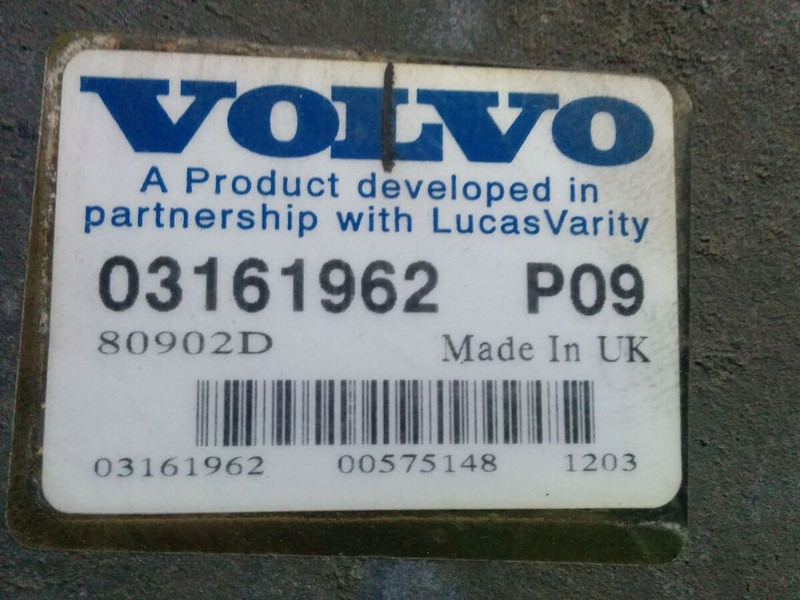 VOLVO
A Product developed in
partnership with LucasVarity
03161962 P09
80902D Made In UK
03161962 00575148 1203